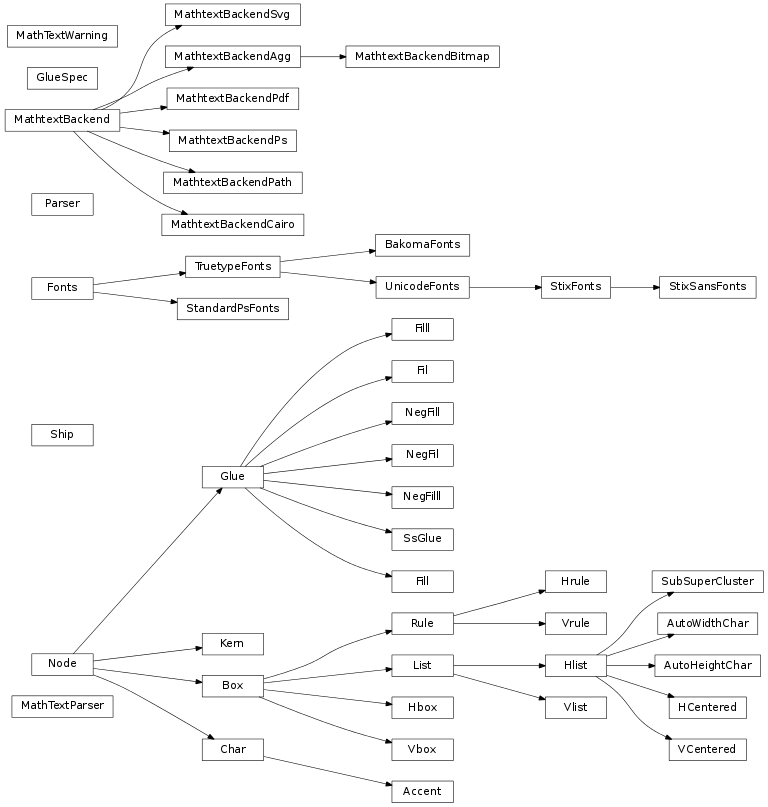 MathtextBackendSvg
MathTextWarning
MathtextBackendAgg
MathtextBackendBitmap
GlueSpec
MathtextBackendPdf
MathtextBackend
MathtextBackendPs
MathtextBackendPath
Parser
MathtextBackendCairo
BakomaFonts
TruetypeFonts
Fonts
UnicodeFonts
StixFonts
StixSansFonts
StandardPsFonts
Filll
Fil
NegFill
Ship
NegFil
Glue
NegFilll
SsGlue
Fill
Hrule
SubSuperCluster
Rule
Vrule
AutoWidthChar
Kern
Node
List
Hlist
AutoHeightChar
Box
MathTextParser
Hbox
Vlist
HCentered
Char
Vbox
VCentered
Accent